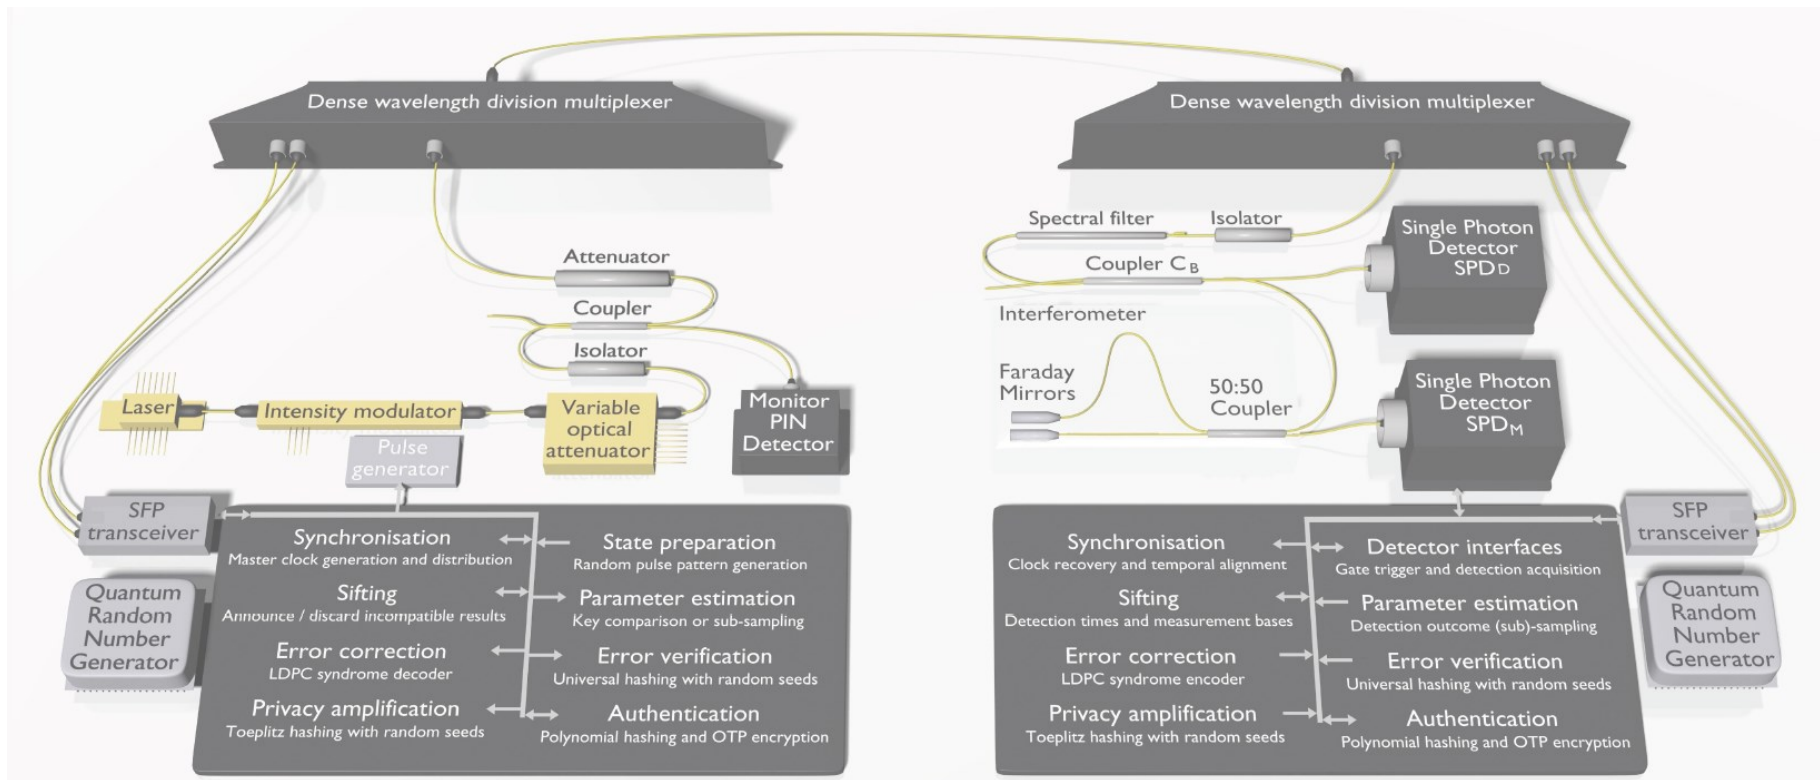 Dense wavelength division multiplexer
Attenuator
Coupler
Isolator
Laser
Intensity modulator
Variable
optical
attenuator
Monitor
PIN
Detector
Pulse
generator
SFP
transceiver
Quantum
Random
Number
Generator
Synchronisation
Master clock generation and distribution
Sifting
Announce / discard incompatible results
Error correction
LDPC syndrome decoder
Privacy amplification
Toeplitz hashing with random seeds
State preparation
Random pulse pattern generation
Parameter estimation
Key comparison or sub-sampling
Error verification
Universal hashing with random seeds
Authentication
Polynomial hashing and OTP encryption
Dense wavelength division multiplexer
Spectral filter
Isolator
Coupler CB
Single Photon
Detector
SPDD
Interferometer
Faraday
Mirrors
50:50
Coupler
Single Photon
Detector
SPDM
Synchronisation
Clock recovery and temporal alignment
Sifting
Detection times and measurement bases
Error correction
LDPC syndrome encoder
Privacy amplification
Toeplitz hashing with random seeds
Detector interfaces
Gate trigger and detection acquisition
Parameter estimation
Detection outcome (sub)-sampling
Error verification
Universal hashing with random seeds
Authentication
Polynomial hashing and OTP encryption
SFP
transceiver
Quantum
Random
Number
Generator